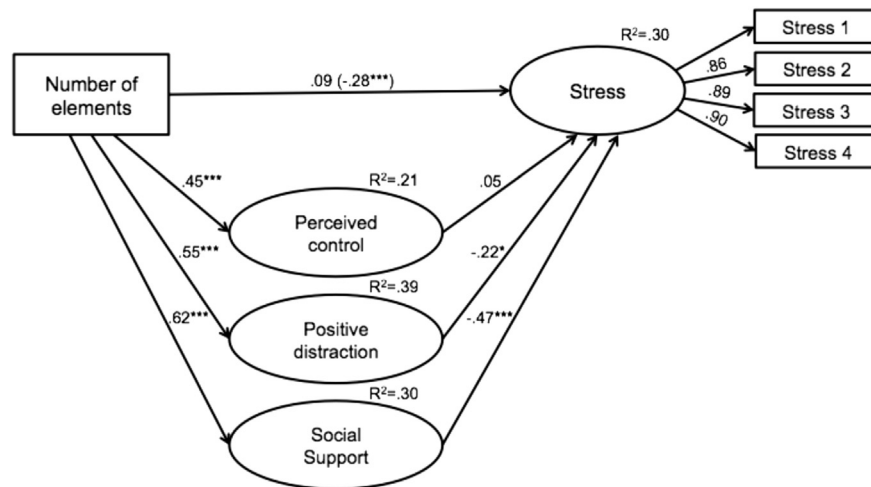 R²=.30
Stress 1
Number of
elements
.09 (-.28***)
Stress
.86
Stress 2
.89
Stress 3
.90
Stress 4
.45***
R²=.21
.05
Perceived
control
.55***
R²=.39
-.22*
Positive
distraction
.62***
-.47***
R²=.30
Social
Support